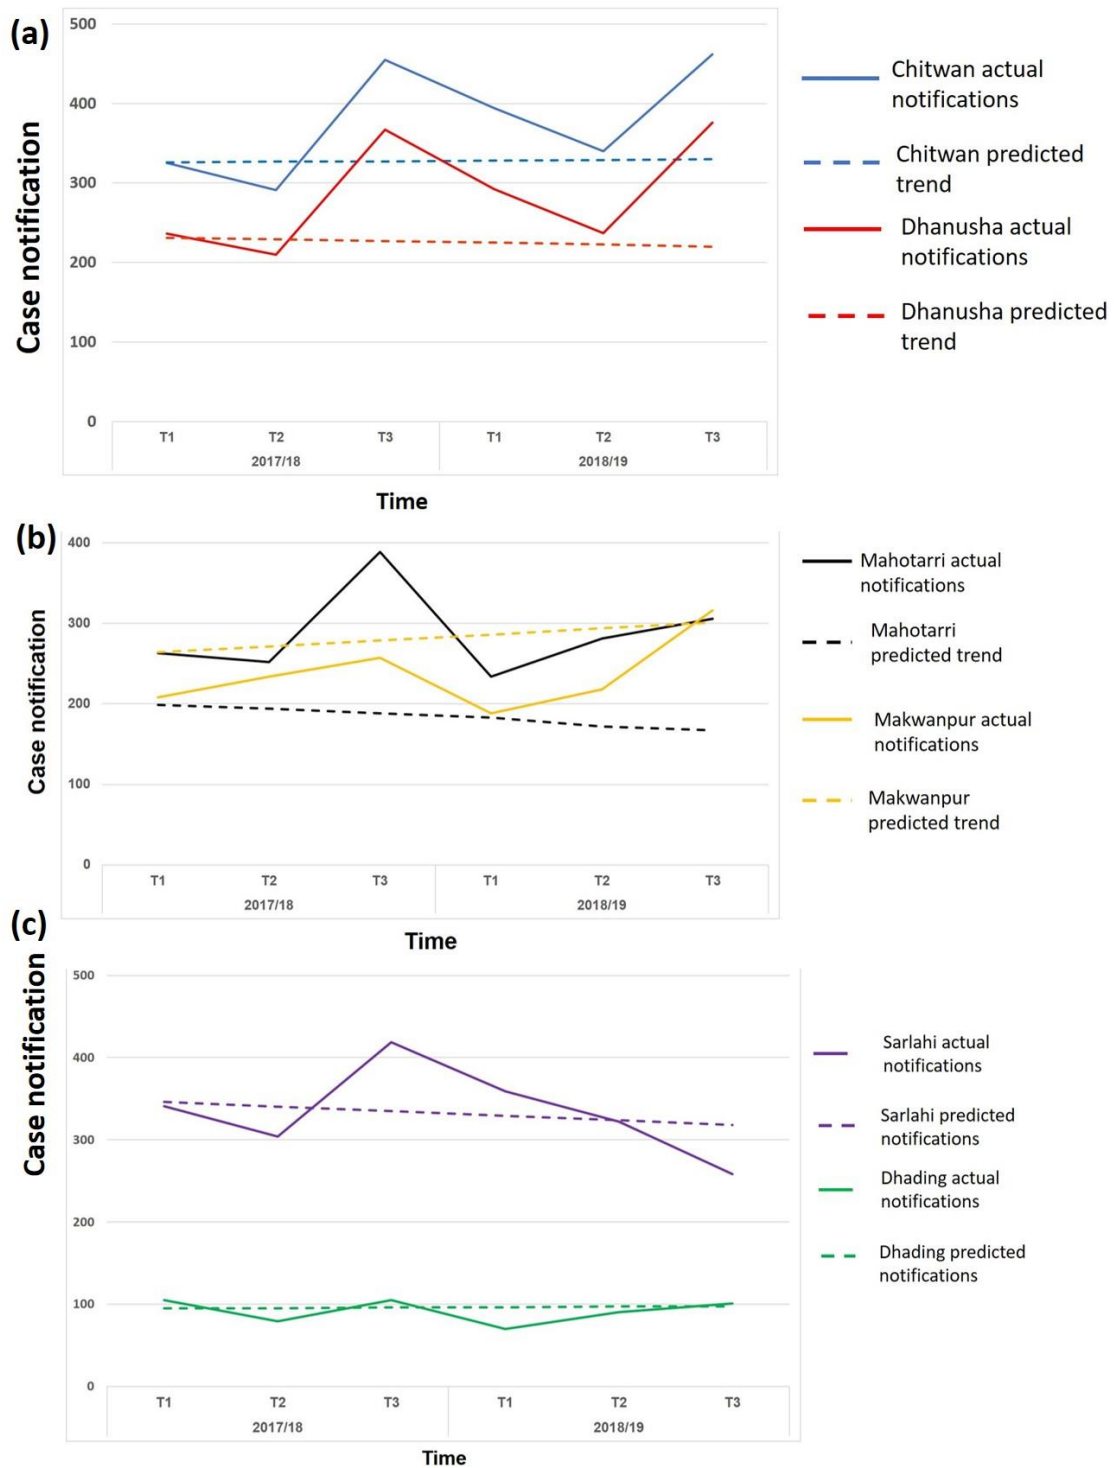 (a)
Case notification
500
400
300
200
100
0
T1 T2 T3 T1 T2 T3
2017/18 2018/19
Time
Chitwan actual
notifications
Chitwan predicted
trend
Dhanusha actual
notifications
Dhanusha predicted
trend
(b)
Case notification
400
300
200
100
0
T1 T2 T3 T1 T2 T3
2017/18 2018/19
Time
Mahotarri actual
notifications
Mahotarri
predicted trend
Makwanpur actual
notifications
Makwanpur
predicted trend
(c)
Case notification
500
400
300
200
100
0
T1 T2 T3 T1 T2 T3
2017/18 2018/19
Time
Sarlahi actual
notifications
Sarlahi predicted
notifications
Dhading actual
notifications
Dhading predicted
notifications